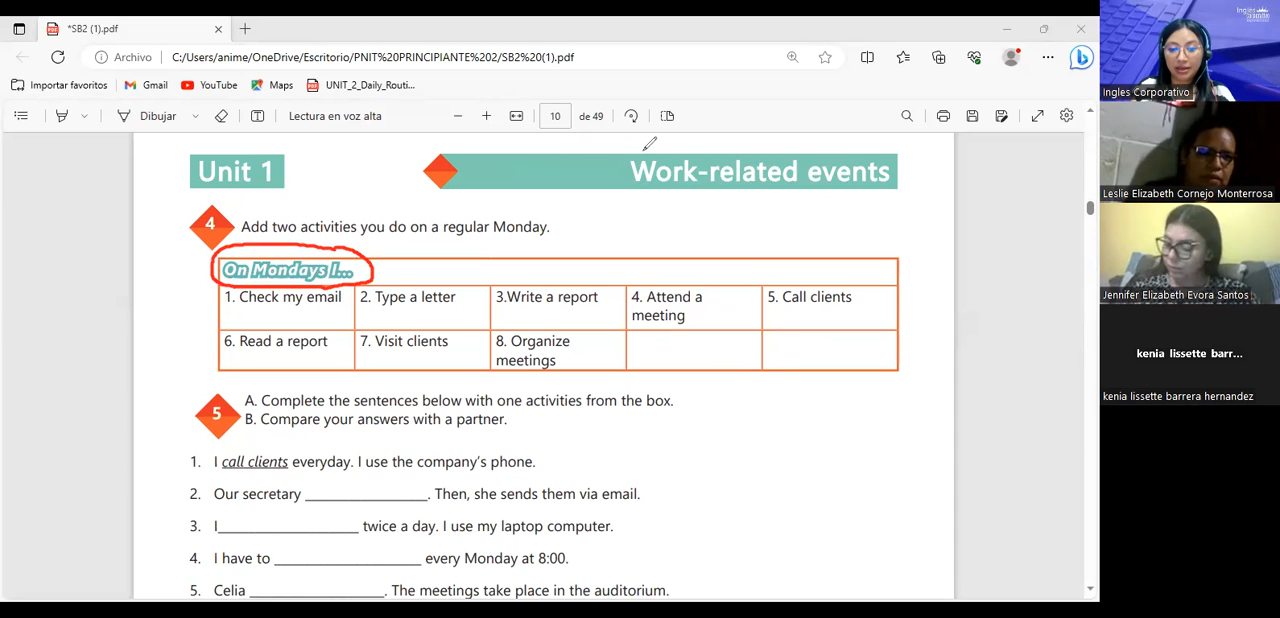 *SB2 (1).pdf
Archivo
C:/Users/anime/OneDrive/Escritorio/PNIT%20PRINCIPIANTE%202/SB2%20(1).pdf
Importar favoritos
Gmail
YouTube
Maps
UNIT_2_Daily_Routi...
Dibujar
Lectura en voz alta
10
de 49
Unit 1
Work-related events
4
Add two activities you do on a regular Monday.
On Mondays I...
1. Check my email
2. Type a letter
3.Write a report
4. Attend a
meeting
5. Call clients
6. Read a report
7. Visit clients
8. Organize
meetings
5
A. Complete the sentences below with one activities from the box.
B. Compare your answers with a partner.
1. I call clients everyday. I use the company's phone.
2. Our secretary _________________. Then, she sends them via email.
3. I____________________ twice a day. I use my laptop computer.
4. I have to _____________________ every Monday at 8:00.
5. Celia ___________________. The meetings take place in the auditorium.
Ingles Corporativo
Leslie Elizabeth Cornejo Monterrosa
Jennifer Elizabeth Evora Santos
kenia lissette barr...
kenia lissette barrera hernandez